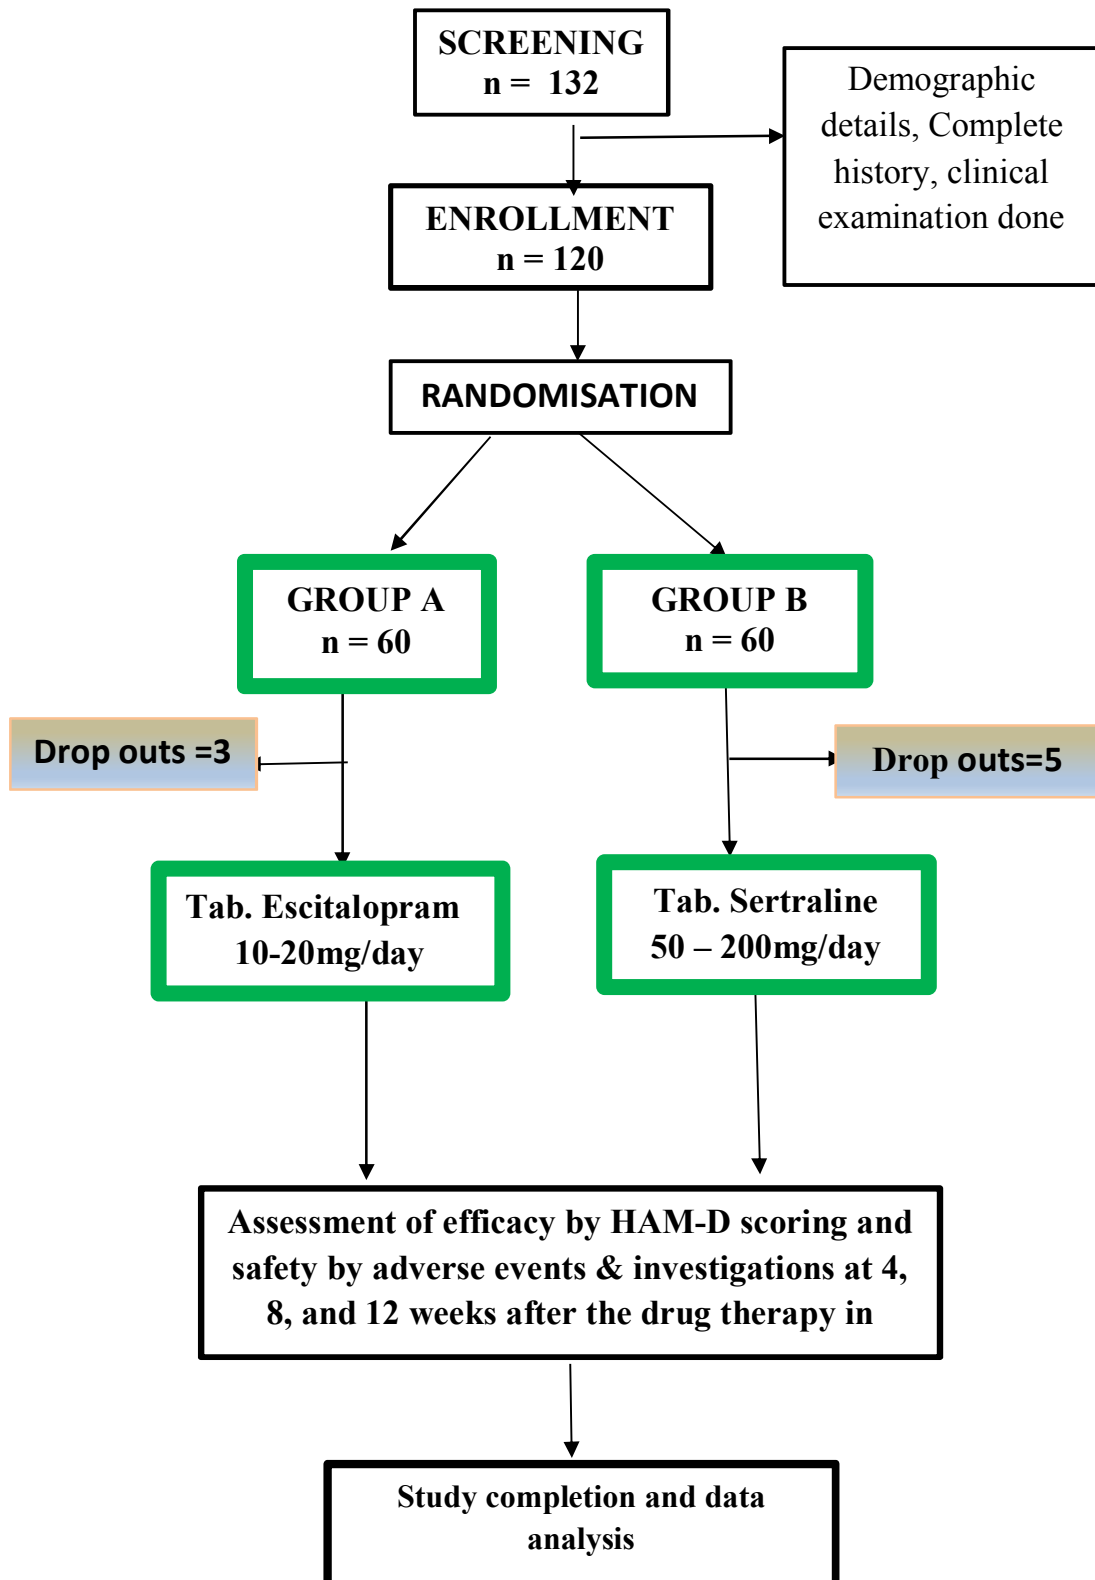 SCREENING
n = 132
Demographic
details, Complete
history, clinical
examination done
ENROLLMENT
n = 120
RANDOMISATION
GROUP A
n = 60
GROUP B
n = 60
Drop outs =3
Drop outs=5
Tab. Escitalopram
10-20mg/day
Tab. Sertraline
50 – 200mg/day
Assessment of efficacy by HAM-D scoring and
safety by adverse events & investigations at 4,
8, and 12 weeks after the drug therapy in
Study completion and data
analysis